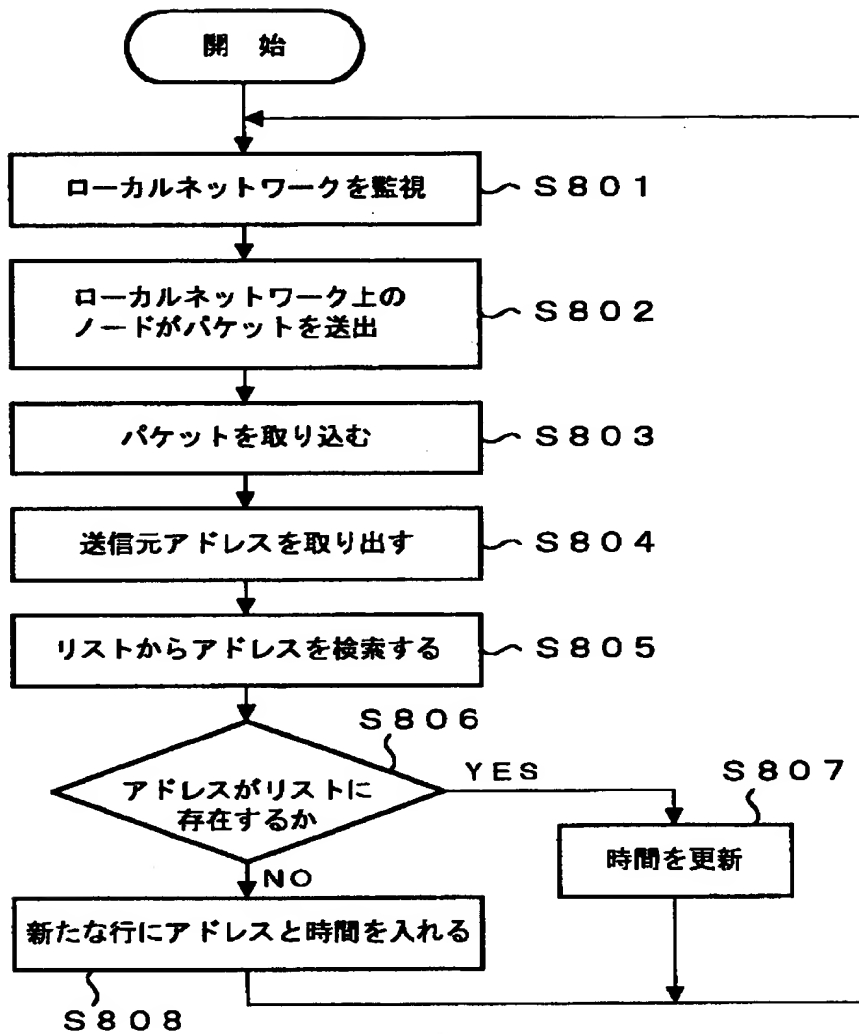 開 始
ローカルネットワークを監視
S801
ローカルネットワーク上の
ノードがパケットを送出
S802
パケットを取り込む
S803
送信元アドレスを取り出す
S804
リストからアドレスを検索する
S805
S806
アドレスがリストに
存在するか
YES
S807
時間を更新
NO
新たな行にアドレスと時間を入れる
S808